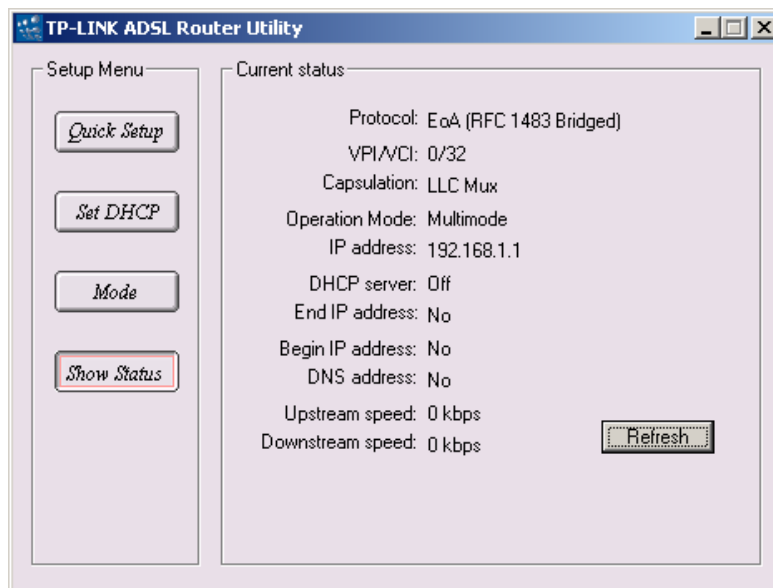 TP-LINK ADSL Router Utility
Setup Menu
Quick Setup
Set DHCP
Mode
Show Status
Current status
Protocol: EoA (RFC 1483 Bridged)
VPI/VCI: 0/32
Capsulation: LLC Mux
Operation Mode: Multimode
IP address: 192.168.1.1
DHCP server: Off
End IP address: No
Begin IP address: No
DNS address: No
Upstream speed: 0 kbps
Downstream speed: 0 kbps
Refresh